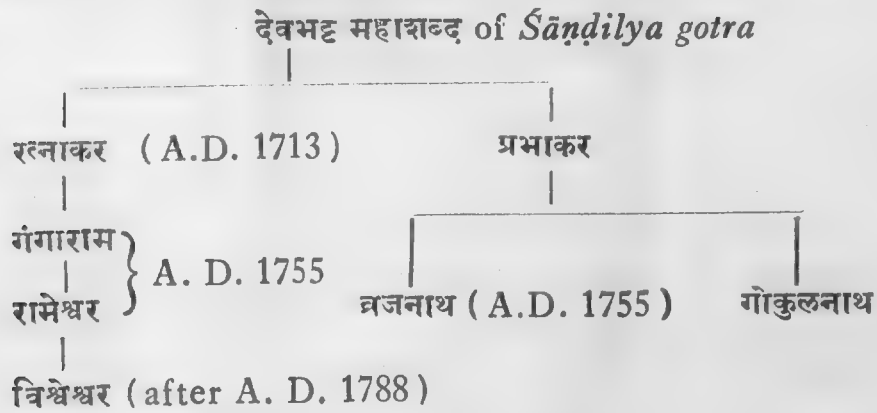 देवभट्ट महाशब्द of Śāṇḍilya gotra
रत्नाकर (A.D. 1713) प्रभाकर
गंगाराम
A. D. 1755
रामेश्वर व्रजनाथ (A.D. 1755) गोकुलनाथ
विश्वेश्वर (after A. D. 1788)